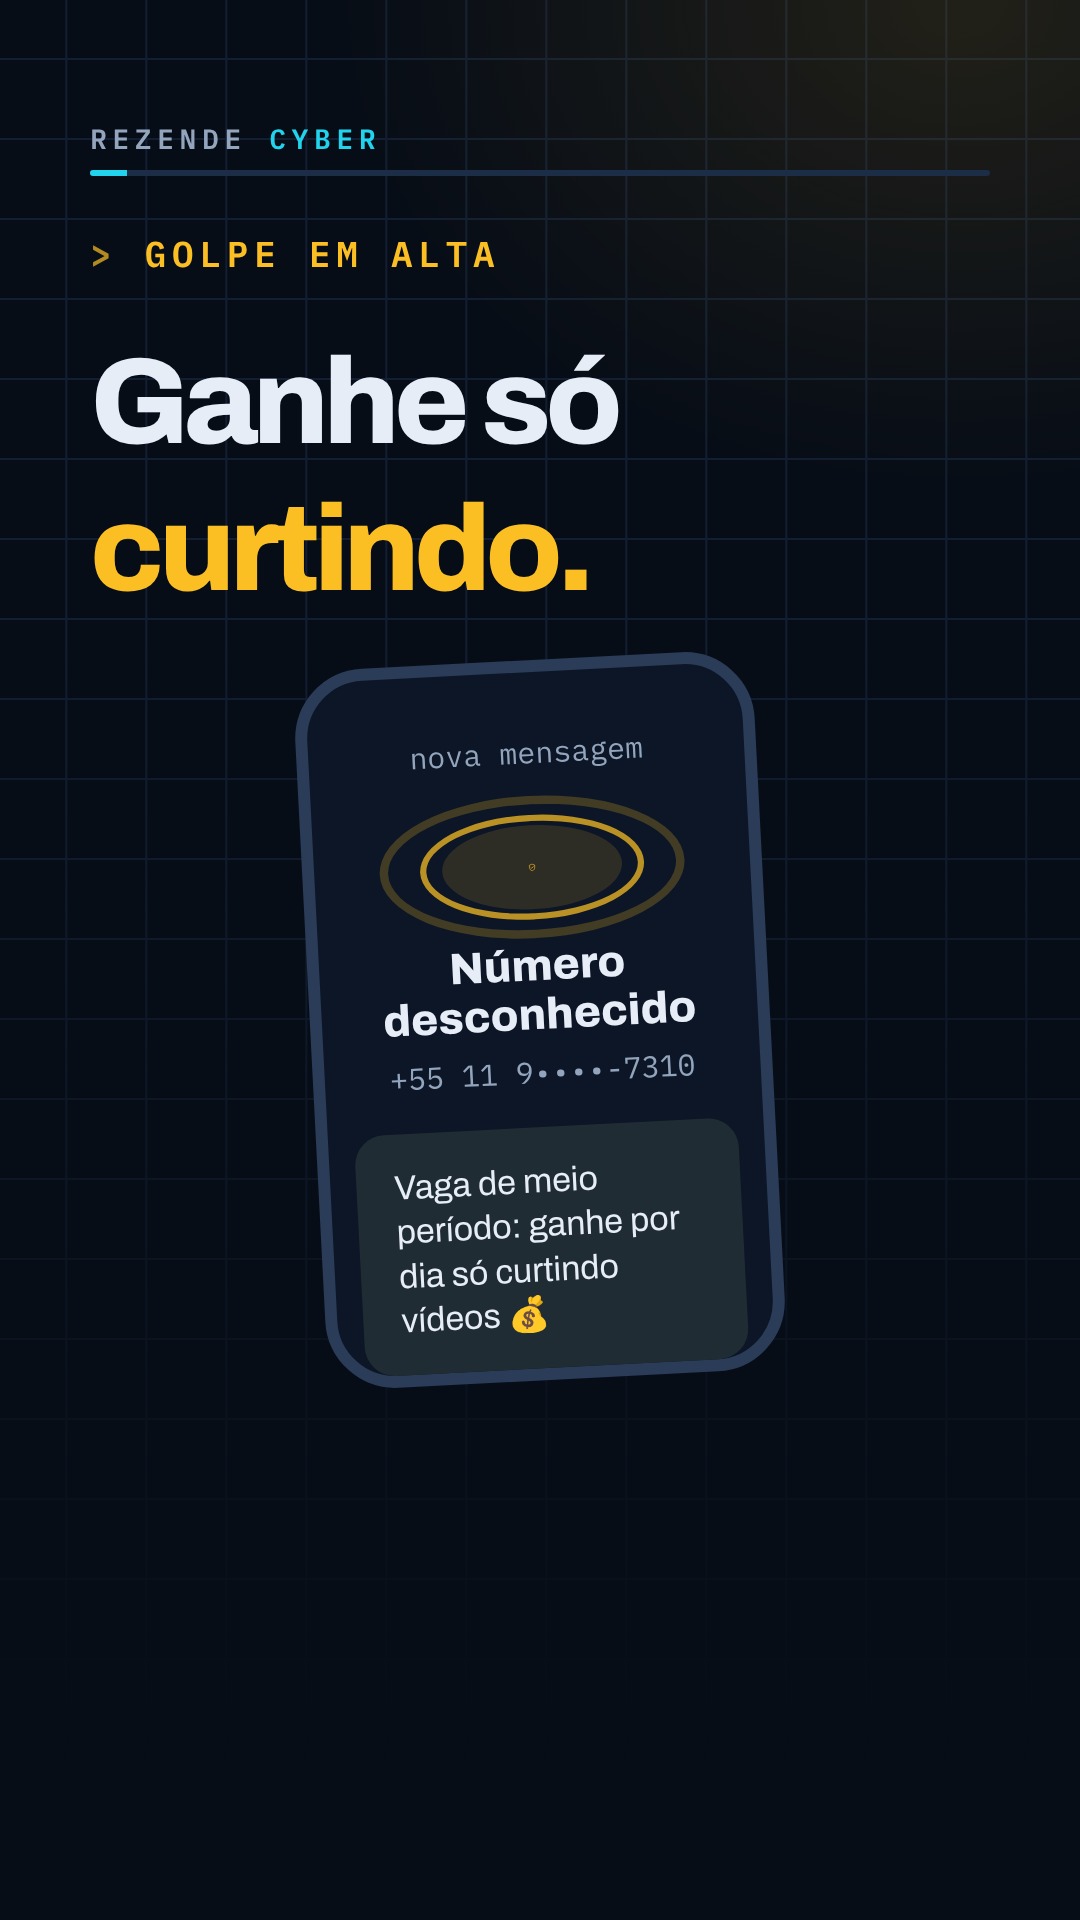 REZENDE CYBER
> GOLPE EM ALTA
Ganhe só
curtindo.
nova mensagem
Número
desconhecido
+55 11 9••••-7310
Vaga de meio
período: ganhe por
dia só curtindo
vídeos 💰